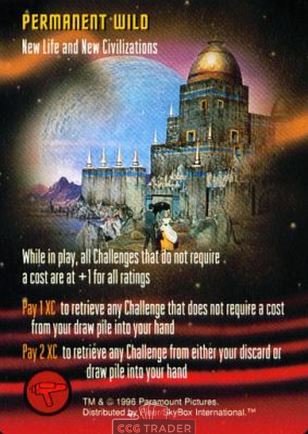 PERMANENT WILD
New Life and New Civilizations
While in play, all Challenges that do not require
a cost are at +1 for all ratings
Pay 1 XC to retrieve any Challenge that does not require a cost
from your draw pile into your hand
Pay 2 XC to retrieve any Challenge from either your discard or
draw pile into your hand
TM & © 1996 Paramount Pictures.
Distributed by Fleer/SkyBox International.™
CCG TRADER